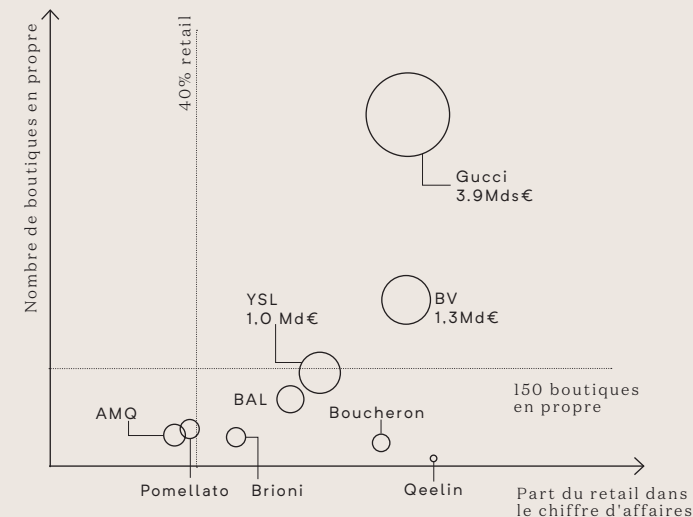 Nombre de boutiques en propre
40% retail
Gucci
3.9Mds€
YSL
1,0 Md€
BV
1,3Md€
150 boutiques
en propre
BAL
Boucheron
AMQ
Pomellato
Brioni
Qeelin
Part du retail dans
le chiffre d'affaires